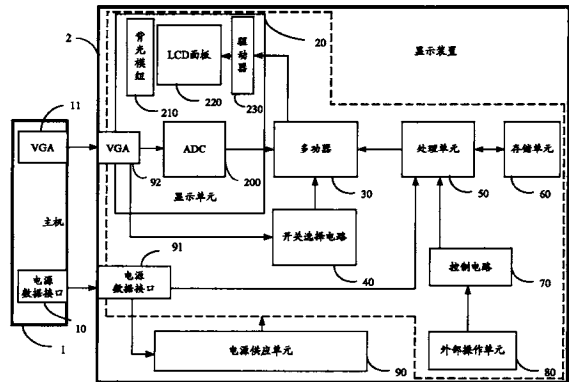 2
20
显示装置
背光模组
LCD面板
驱动器
210
220
230
11
VGA
VGA
ADC
多功器
处理单元
存储单元
92
200
30
50
60
显示单元
主机
开关选择电路
40
91
电源
数据接口
电源
数据接口
控制电路
70
10
1
电源供应单元
90
外部操作单元
80